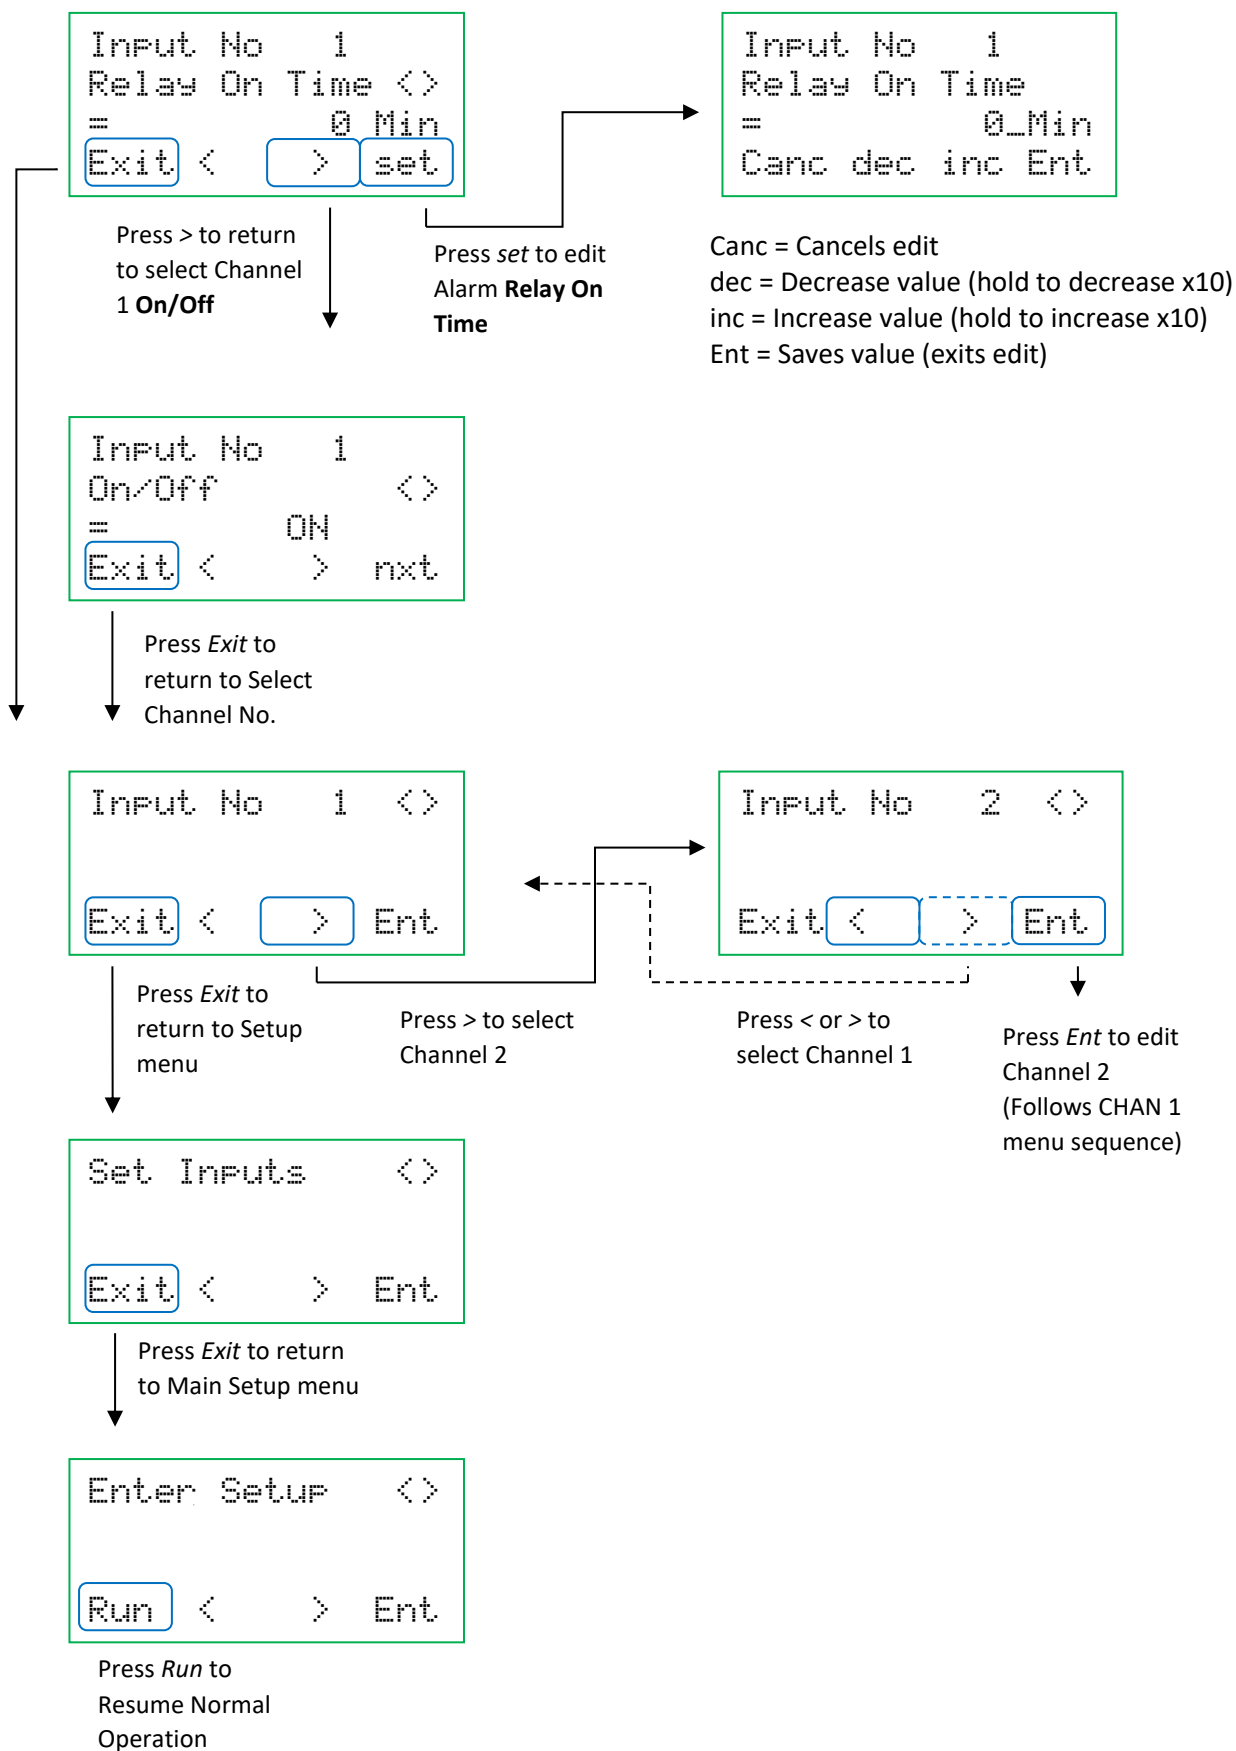 Input No 1
Relay On Time <>
= 0 Min
Exit < > set
Input No 1
Relay On Time
= 0_Min
Canc dec inc Ent
Press > to return
to select Channel
1 On/Off
Press set to edit
Alarm Relay On
Time
Canc = Cancels edit
dec = Decrease value (hold to decrease x10)
inc = Increase value (hold to increase x10)
Ent = Saves value (exits edit)
Input No 1
On/Off <>
= ON
Exit < > nxt
Press Exit to
return to Select
Channel No.
Input No 1 <>
Exit < > Ent
Input No 2 <>
Exit < > Ent
Press Exit to
return to Setup
menu
Press > to select
Channel 2
Press < or > to
select Channel 1
Press Ent to edit
Channel 2
(Follows CHAN 1
menu sequence)
Set Inputs <>
Exit < > Ent
Press Exit to return
to Main Setup menu
Enter Setup <>
Run < > Ent
Press Run to
Resume Normal
Operation